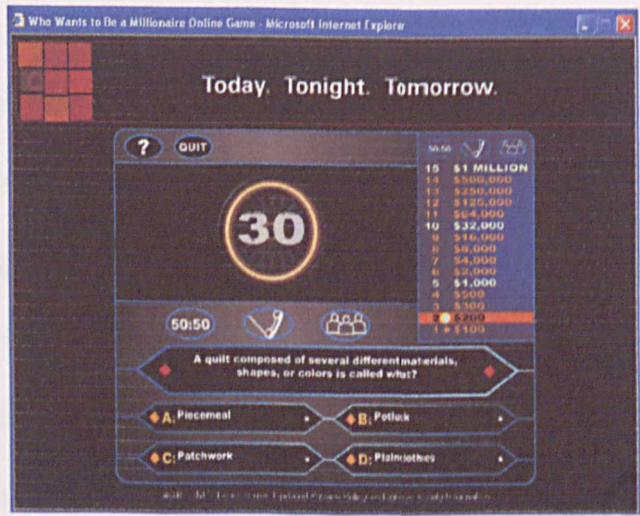 Who Wants to Be a Millionaire Online Game - Microsoft Internet Explorer
Today. Tonight. Tomorrow.
? QUIT
50:50
15 $1 MILLION
14 $500,000
13 $250,000
12 $125,000
11 $64,000
10 $32,000
9 $16,000
8 $8,000
7 $4,000
6 $2,000
5 $1,000
4 $500
3 $300
2 $200
1 $100
30
50:50
A quilt composed of several different materials,
shapes, or colors is called what?
A: Piecemeal
B: Potluck
C: Patchwork
D: Plainclothes